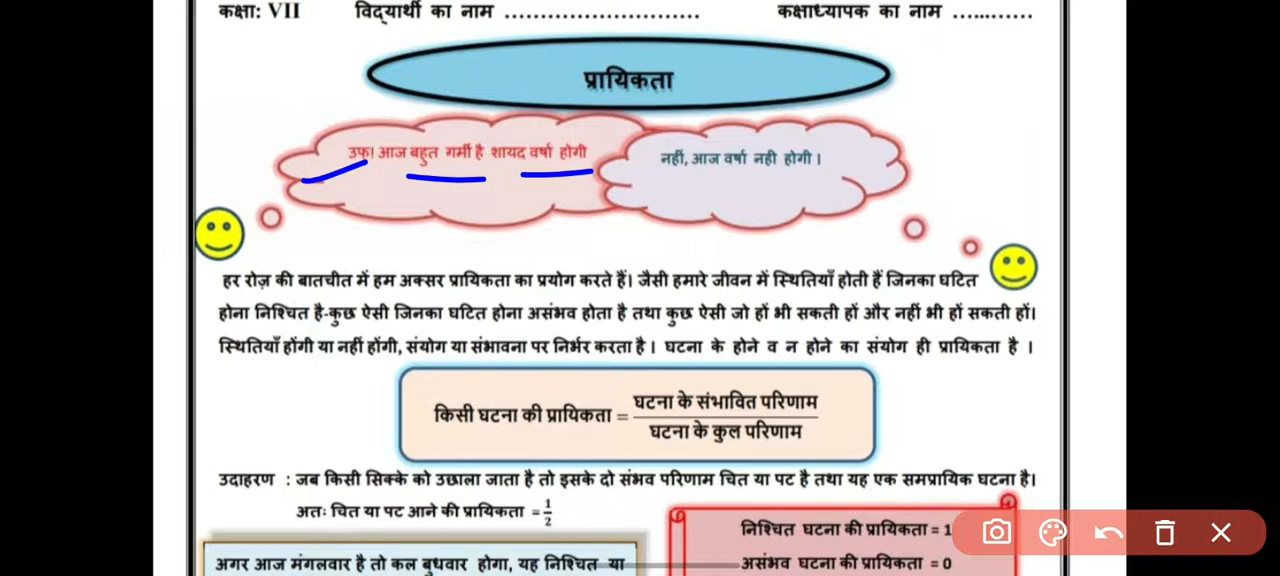 कक्षा: VII विद्यार्थी का नाम ............................ कक्षाध्यापक का नाम ............
प्रायिकता
उफ! आज बहुत गर्मी है शायद वर्षा होगी
नहीं, आज वर्षा नही होगी ।
हर रोज़ की बातचीत में हम अक्सर प्रायिकता का प्रयोग करते हैं। जैसी हमारे जीवन में स्थितियाँ होती हैं जिनका घटित
होना निश्चित है-कुछ ऐसी जिनका घटित होना असंभव होता है तथा कुछ ऐसी जो हों भी सकती हों और नहीं भी हों सकती हों।
स्थितियाँ होंगी या नहीं होंगी, संयोग या संभावना पर निर्भर करता है । घटना के होने व न होने का संयोग ही प्रायिकता है ।
किसी घटना की प्रायिकता = घटना के संभावित परिणाम / घटना के कुल परिणाम
उदाहरण : जब किसी सिक्के को उछाला जाता है तो इसके दो संभव परिणाम चित या पट है तथा यह एक समप्रायिक घटना है।
अतः चित या पट आने की प्रायिकता = 1/2
निश्चित घटना की प्रायिकता = 1
अगर आज मंगलवार है तो कल बुधवार होगा, यह निश्चित या
असंभव घटना की प्रायिकता = 0